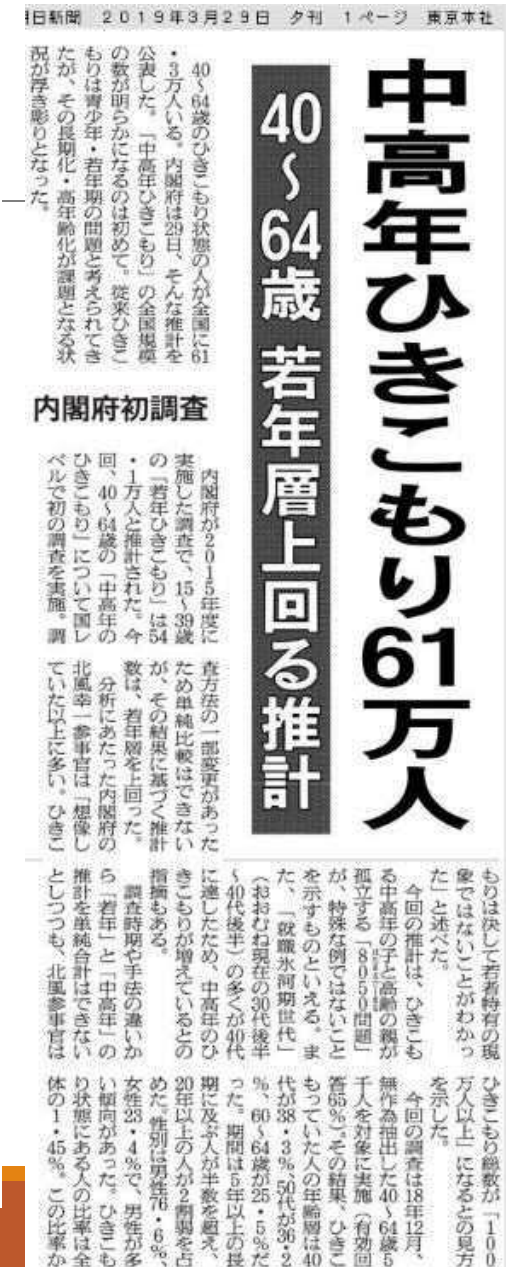 日新聞　2019年3月29日　夕刊　1ページ　東京本社
中高年ひきこもり61万人
40〜64歳 若年層上回る推計
40〜64歳のひきこもり状態の人が全国に61
・3万人いる。内閣府は29日、そんな推計を
公表した。「中高年ひきこもり」の全国規模
の数が明らかになるのは初めて。従来ひきこ
もりは青少年・若年期の問題と考えられてき
たが、その長期化・高年齢化が課題となる状
況が浮き彫りとなった。
内閣府初調査
内閣府が2015年度に
実施した調査で、15〜39歳
の「若年ひきこもり」は54
・1万人と推計された。今
回、40〜64歳の「中高年の
ひきこもり」について国レ
ベルで初の調査を実施。調
査方法の一部変更があった
ため単純比較はできない
が、その結果に基づく推計
数は、若年層を上回った。
分析にあたった内閣府の
北風幸一参事官は「想像し
ていた以上に多い。ひきこ
もりは決して若者特有の現
象ではないことがわかっ
た」と述べた。
今回の推計は、ひきこも
る中高年の子と高齢の親が
孤立する「8050問題」
が、特殊な例ではないこと
を示すものといえる。ま
た、「就職氷河期世代」
(おおむね現在の30代後半
〜40代後半)の多くが40代
に達したため、中高年のひ
きこもりが増えているとの
指摘もある。
調査時期や手法の違いか
ら「若年」と「中高年」の
推計を単純合計はできない
としつつも、北風参事官は
ひきこもり総数が「100
万人以上」になるとの見方
を示した。
今回の調査は18年12月、
無作為抽出した40〜64歳5
千人を対象に実施(有効回
答65%)。その結果、ひきこ
もっていた人の年齢層は40
代が38・3%、50代が36・2
%、60〜64歳が25・5%だ
った。期間は5年以上の長
期に及ぶ人が半数を超え、
20年以上の人が2割弱を占
めた。性別は男性76・6%、
女性23・4%で、男性が多
い傾向があった。ひきこも
り状態にある人の比率は全
体の1・45%。この比率か